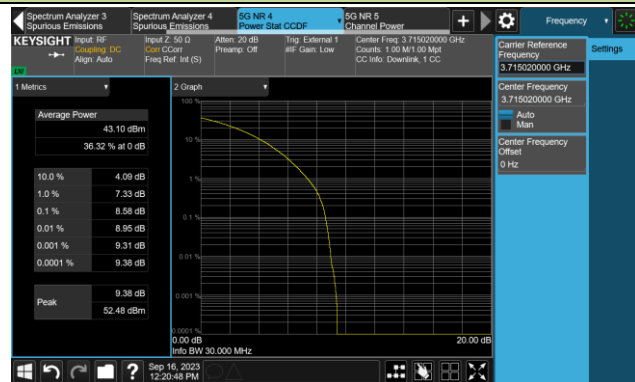 Spectrum Analyzer 3
Spurious Emissions
Spectrum Analyzer 4
Spurious Emissions
5G NR 4
Power Stat CCDF
5G NR 5
Channel Power
Frequency
KEYSIGHT
Input: RF
Coupling: DC
Align: Auto
Input Z: 50 Ω
Corr CCorr
Freq Ref: Int (S)
Atten: 20 dB
Preamp: Off
Trig: External 1
#IF Gain: Low
Center Freq: 3.715020000 GHz
Counts: 1.00 M/1.00 Mpt
CC Info: Downlink, 1 CC
1 Metrics
Average Power
43.10 dBm
36.32 % at 0 dB
10.0 % 4.09 dB
1.0 % 7.33 dB
0.1 % 8.58 dB
0.01 % 8.95 dB
0.001 % 9.31 dB
0.0001 % 9.38 dB
Peak
9.38 dB
52.48 dBm
2 Graph
100 %
10 %
1 %
0.1 %
0.01 %
0.001 %
0.0001 %
0.00 dB
20.00 dB
Info BW 30.000 MHz
Carrier Reference
Frequency
3.715020000 GHz
Center Frequency
3.715020000 GHz
Auto
Man
Center Frequency
Offset
0 Hz
Settings
?
Sep 16, 2023
12:20:48 PM